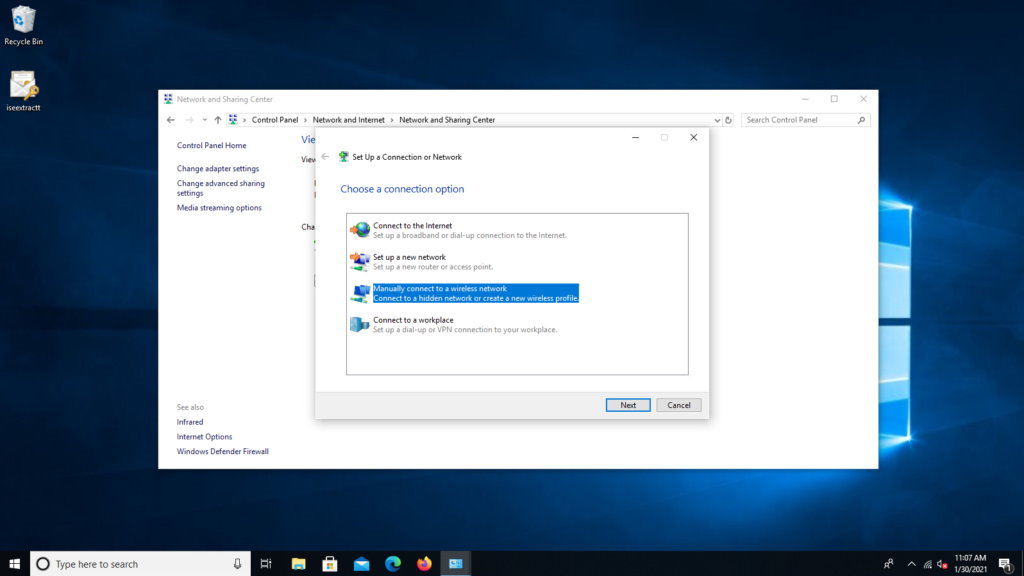 Recycle Bin
iseextractt
Network and Sharing Center
Control Panel
Network and Internet
Network and Sharing Center
Search Control Panel
Control Panel Home
Change adapter settings
Change advanced sharing
settings
Media streaming options
See also
Infrared
Internet Options
Windows Defender Firewall
Vie
View
Cha
Set Up a Connection or Network
Choose a connection option
Connect to the Internet
Set up a broadband or dial-up connection to the Internet.
Set up a new network
Set up a new router or access point.
Manually connect to a wireless network
Connect to a hidden network or create a new wireless profile.
Connect to a workplace
Set up a dial-up or VPN connection to your workplace.
Next
Cancel
Type here to search
11:07 AM
1/30/2021
1